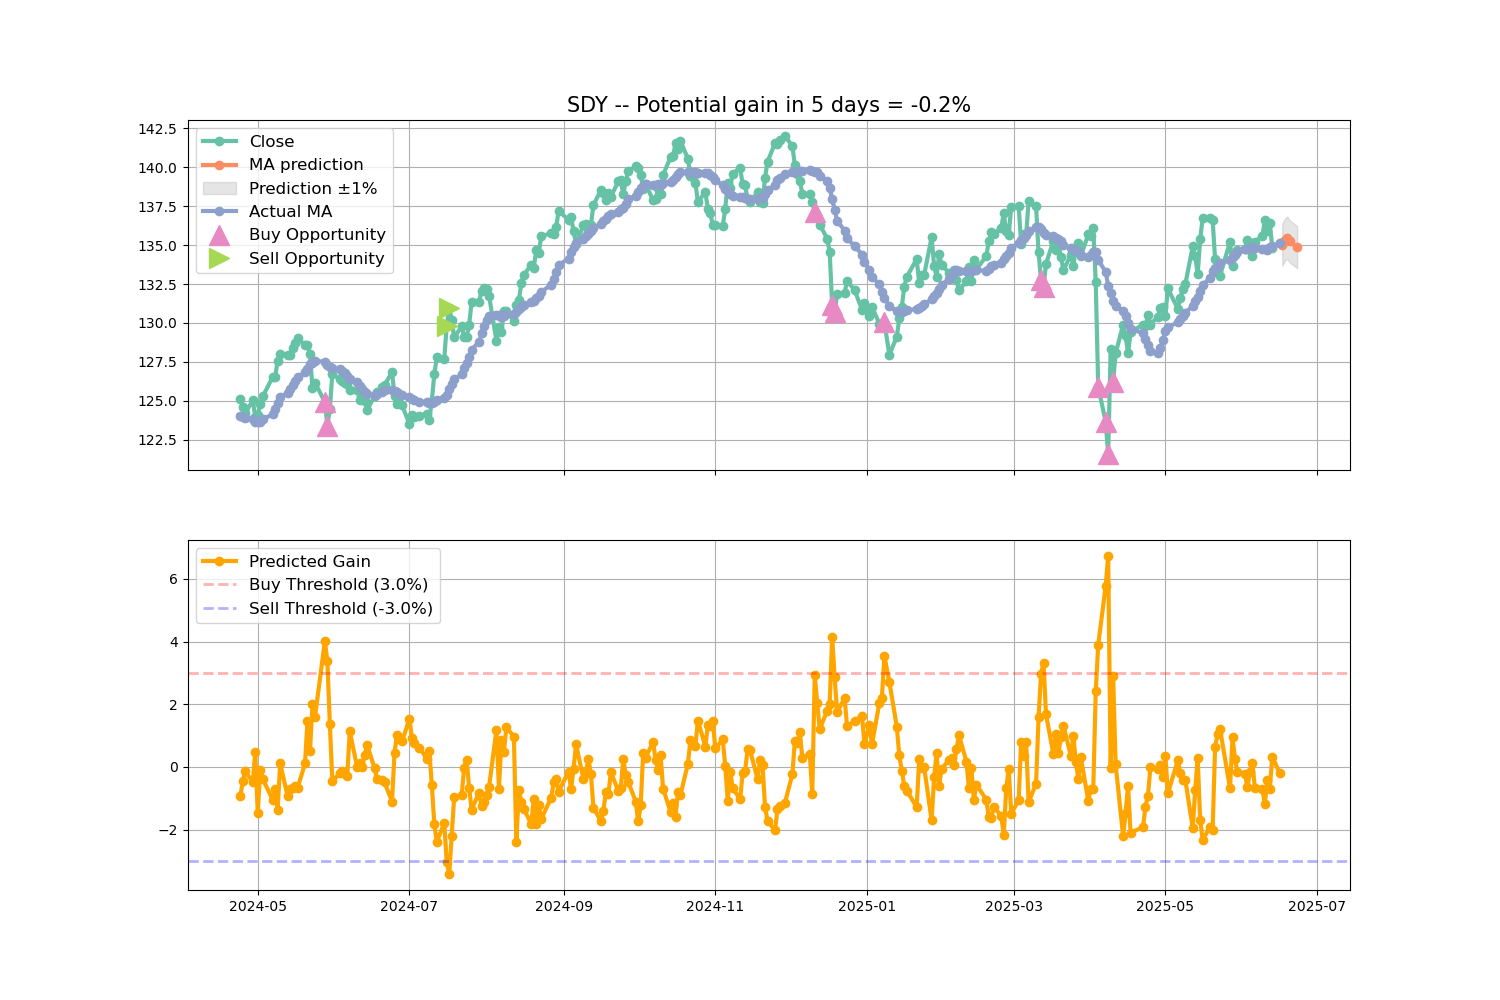 SDY -- Potential gain in 5 days = -0.2%
142.5
140.0
137.5
135.0
132.5
130.0
127.5
125.0
122.5
Close
MA prediction
Prediction ±1%
Actual MA
Buy Opportunity
Sell Opportunity
6
4
2
0
−2
Predicted Gain
Buy Threshold (3.0%)
Sell Threshold (-3.0%)
2024-05 2024-07 2024-09 2024-11 2025-01 2025-03 2025-05 2025-07